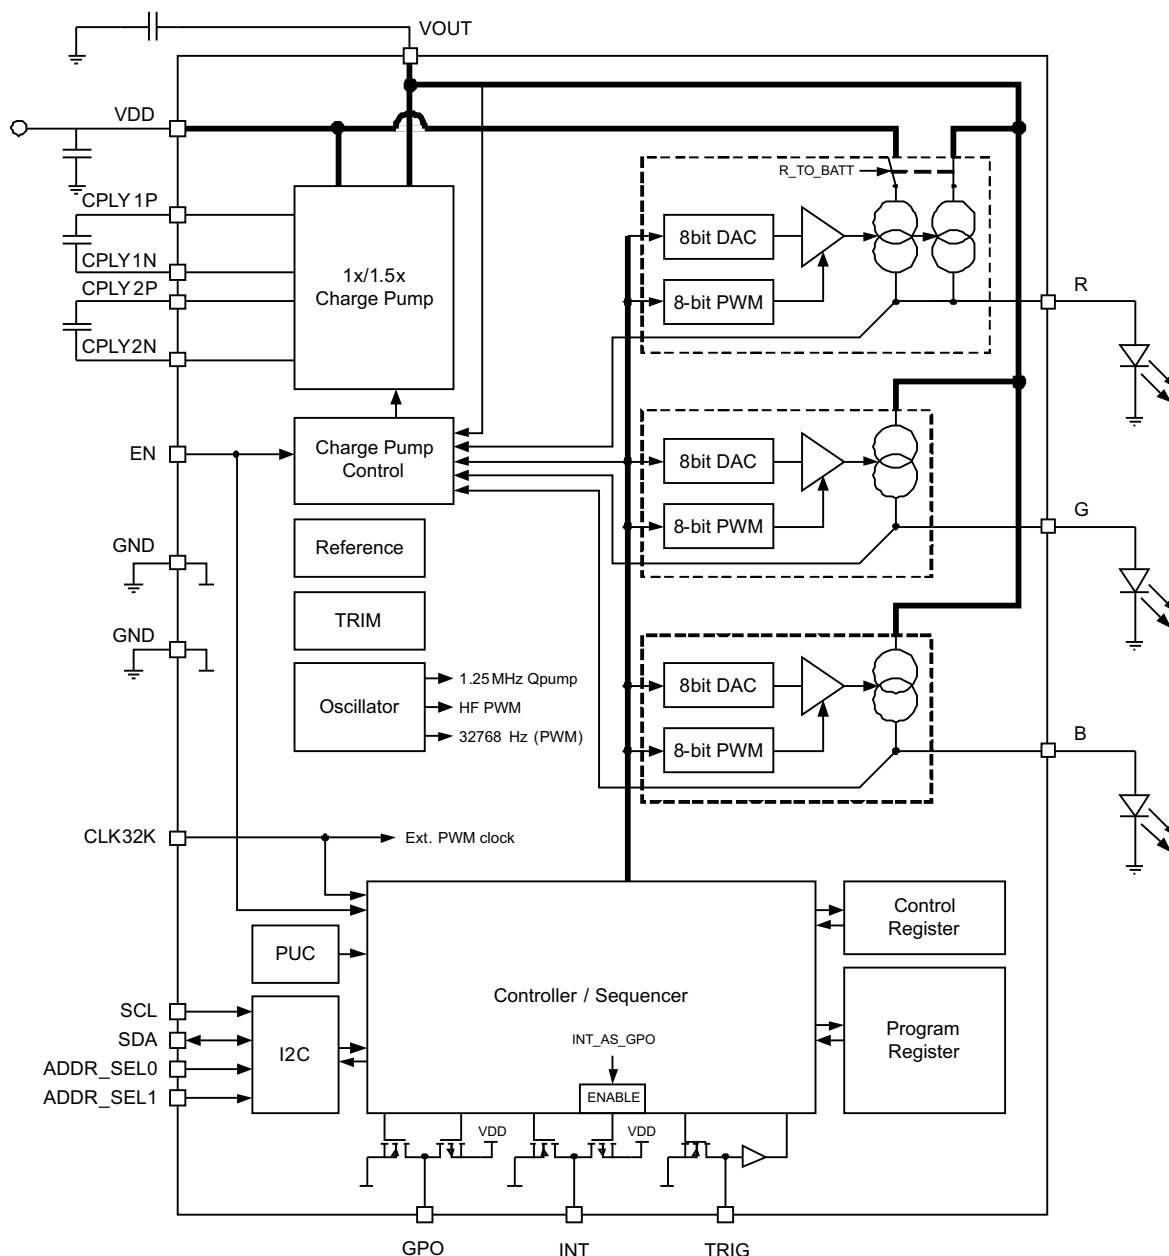 VOUT
VDD
R_TO_BATT
CPLY1P
CPLY1N
CPLY2P
CPLY2N
1x/1.5x
Charge Pump
8bit DAC
8-bit PWM
R
EN
Charge Pump
Control
8bit DAC
8-bit PWM
G
GND
Reference
GND
TRIM
Oscillator
1.25MHz Qpump
HF PWM
32768 Hz (PWM)
8bit DAC
8-bit PWM
B
CLK32K
Ext. PWM clock
Control
Register
PUC
Controller / Sequencer
SCL
SDA
ADDR_SEL0
ADDR_SEL1
I2C
INT_AS_GPO
ENABLE
Program
Register
VDD
VDD
GPO
INT
TRIG